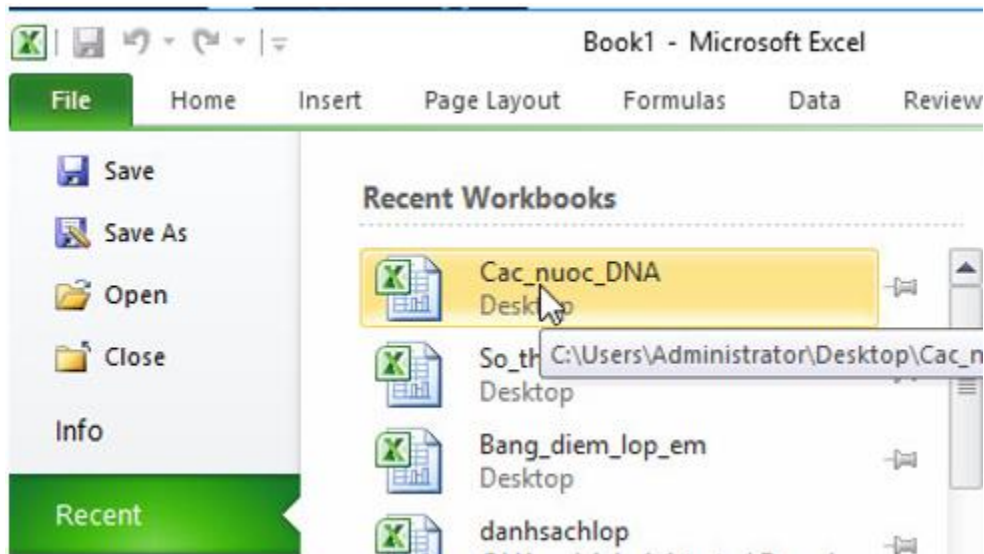 Book1 - Microsoft Excel
File Home Insert Page Layout Formulas Data Review
Save
Save As
Open
Close
Info
Recent
Recent Workbooks
Cac_nuoc_DNA
Desktop
C:\Users\Administrator\Desktop\Cac_n
So_th
Desktop
Bang_diem_lop_em
Desktop
danhsachlop